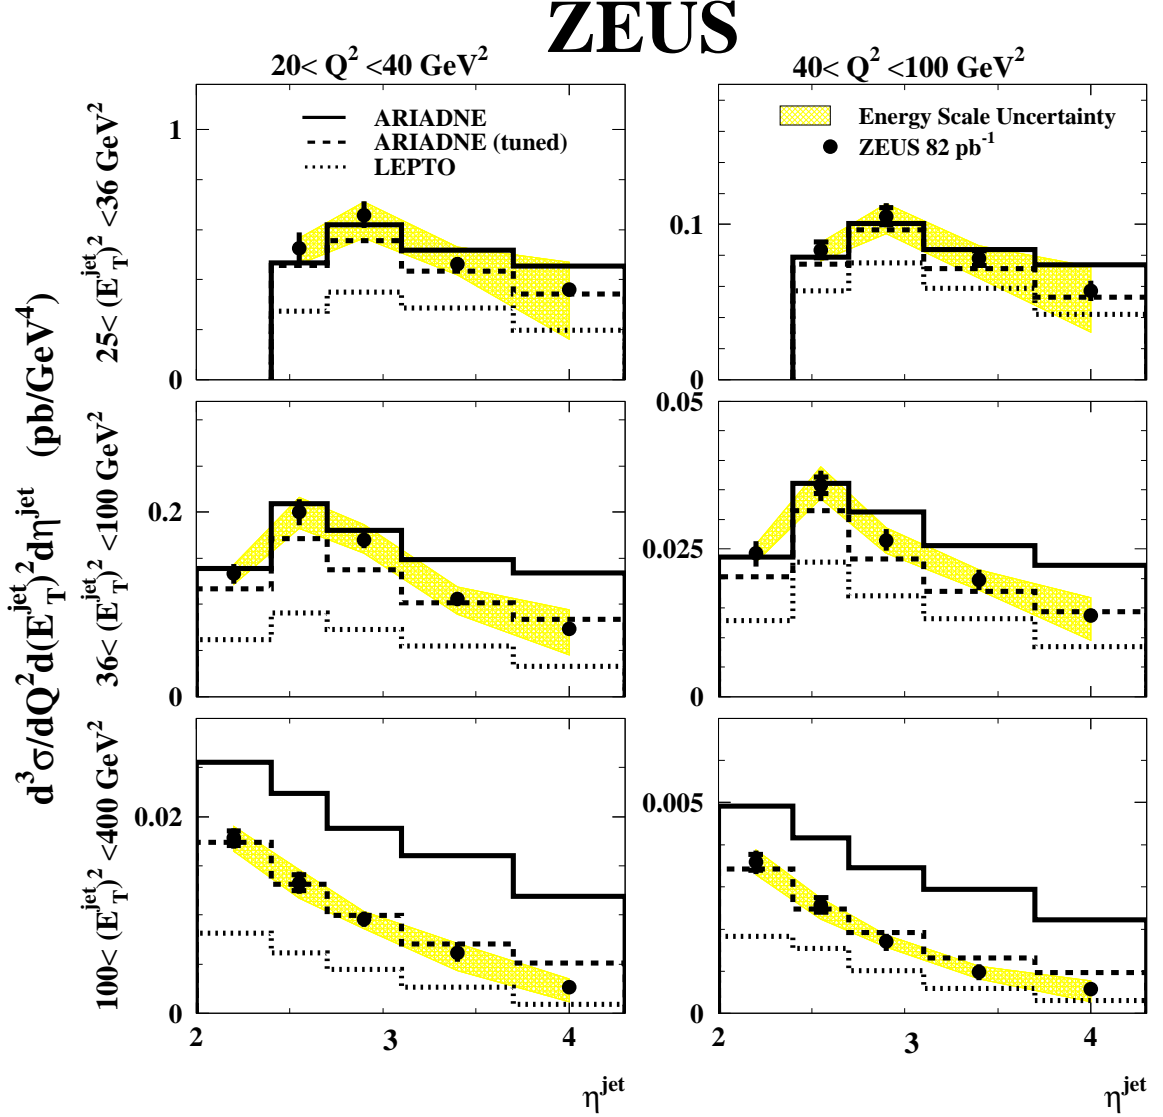 ZEUS
20< Q² <40 GeV²
40< Q² <100 GeV²
d³σ/dQ²d(E_T^jet)²dη^jet (pb/GeV⁴)
25< (E_T^jet)² <36 GeV²
1
0
ARIADNE
ARIADNE (tuned)
LEPTO
0.1
0
Energy Scale Uncertainty
ZEUS 82 pb⁻¹
36< (E_T^jet)² <100 GeV²
0.2
0
0.05
0.025
0
100< (E_T^jet)² <400 GeV²
0.02
0
0.005
0
2 3 4
2 3 4
η^jet
η^jet